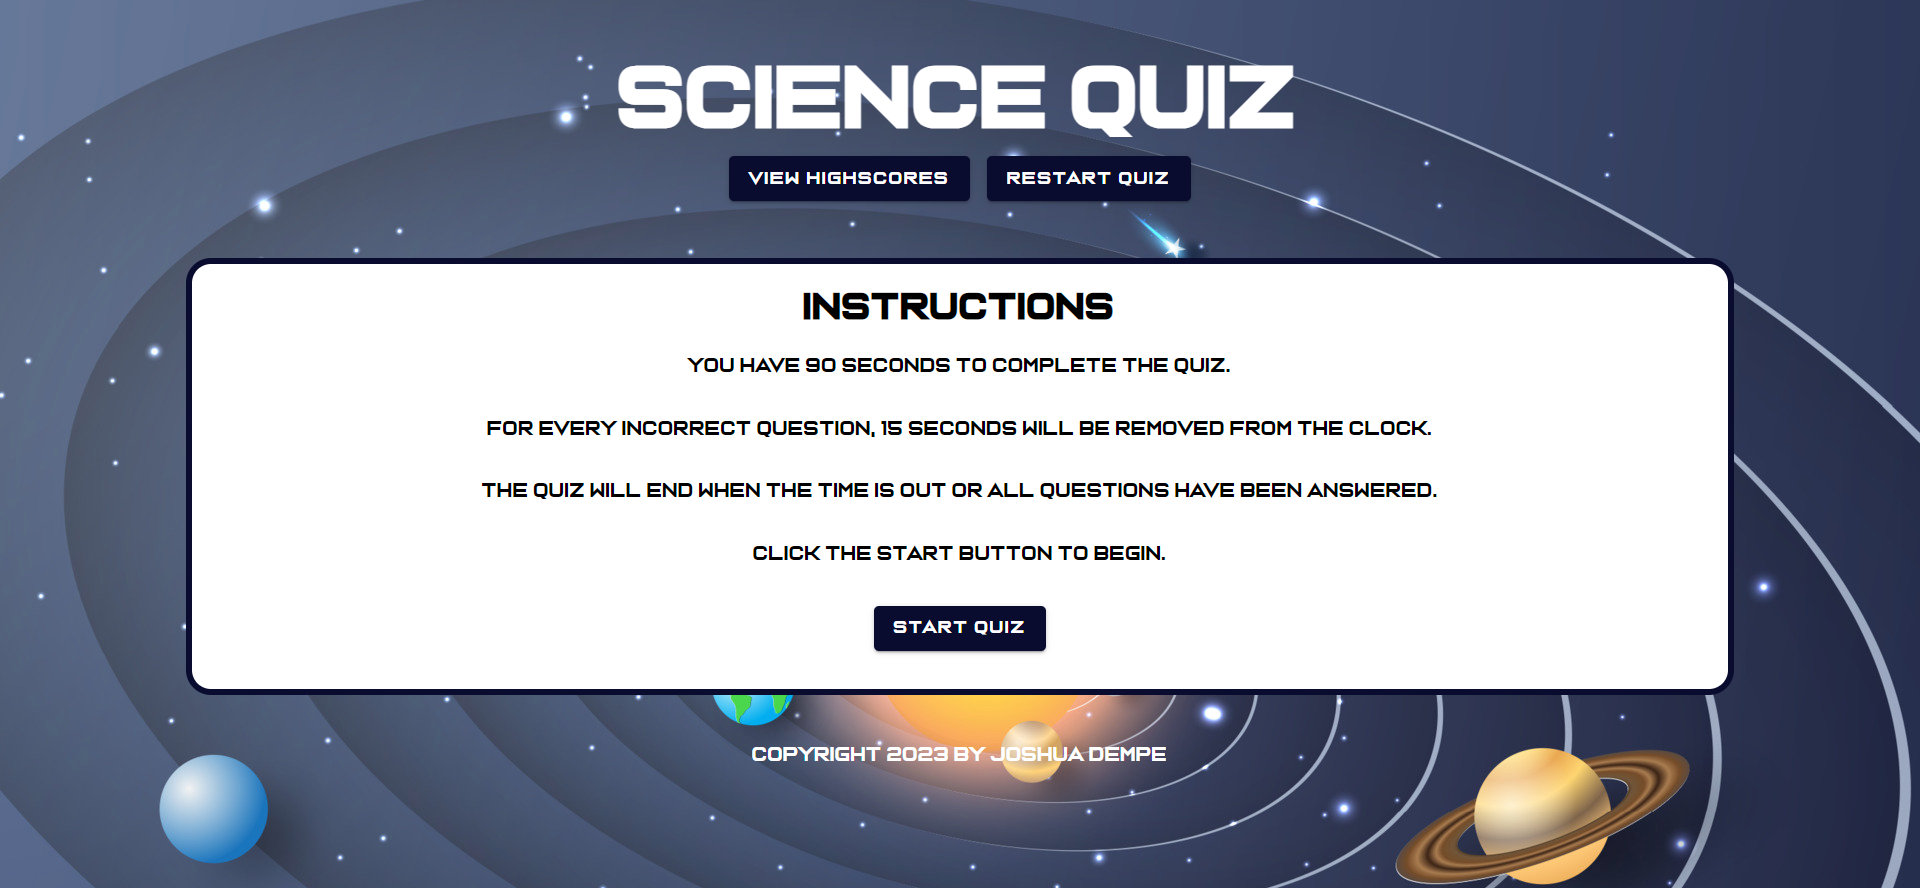 SCIENCE QUIZ
VIEW HIGHSCORES
RESTART QUIZ
INSTRUCTIONS
YOU HAVE 90 SECONDS TO COMPLETE THE QUIZ.
FOR EVERY INCORRECT QUESTION, 15 SECONDS WILL BE REMOVED FROM THE CLOCK.
THE QUIZ WILL END WHEN THE TIME IS OUT OR ALL QUESTIONS HAVE BEEN ANSWERED.
CLICK THE START BUTTON TO BEGIN.
START QUIZ
COPYRIGHT 2023 BY JOSHUA DEMPE